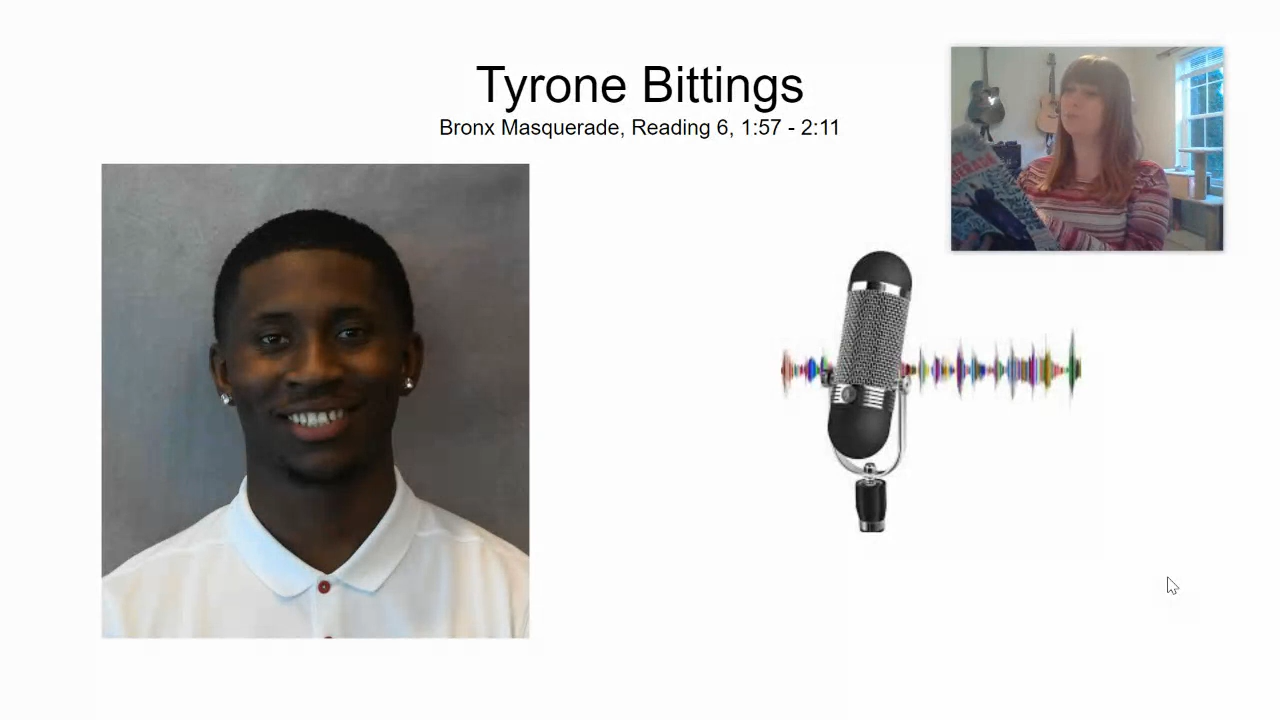 Tyrone Bittings
Bronx Masquerade, Reading 6, 1:57 - 2:11